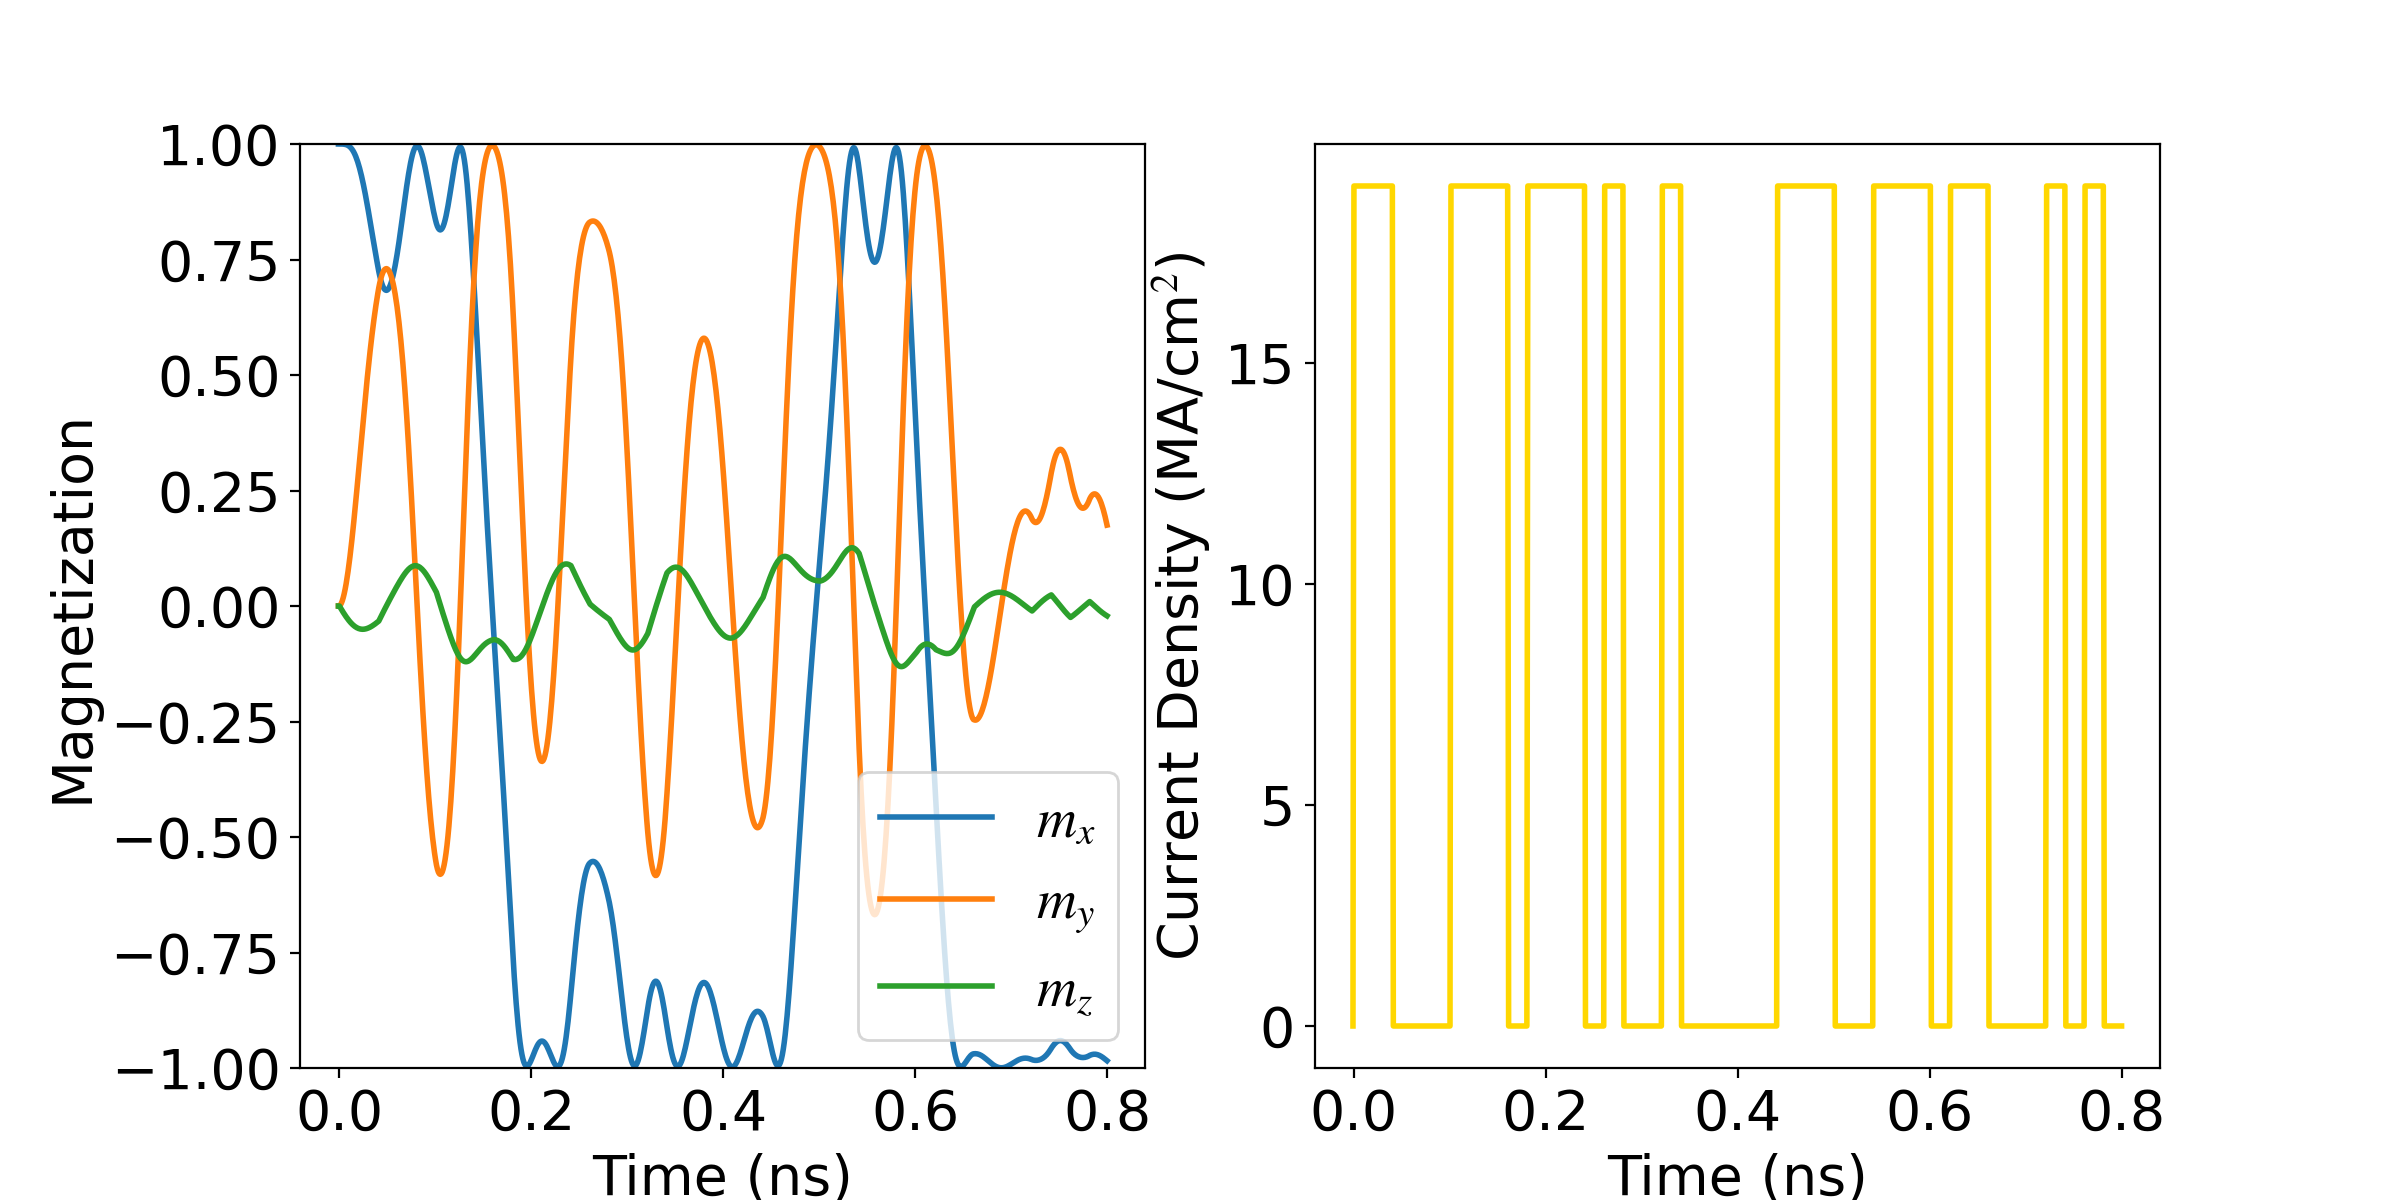 1.00
0.75
0.50
0.25
0.00
−0.25
−0.50
−0.75
−1.00
Magnetization
0.0 0.2 0.4 0.6 0.8
Time (ns)
m_x
m_y
m_z
Current Density (MA/cm²)
15
10
5
0
0.0 0.2 0.4 0.6 0.8
Time (ns)